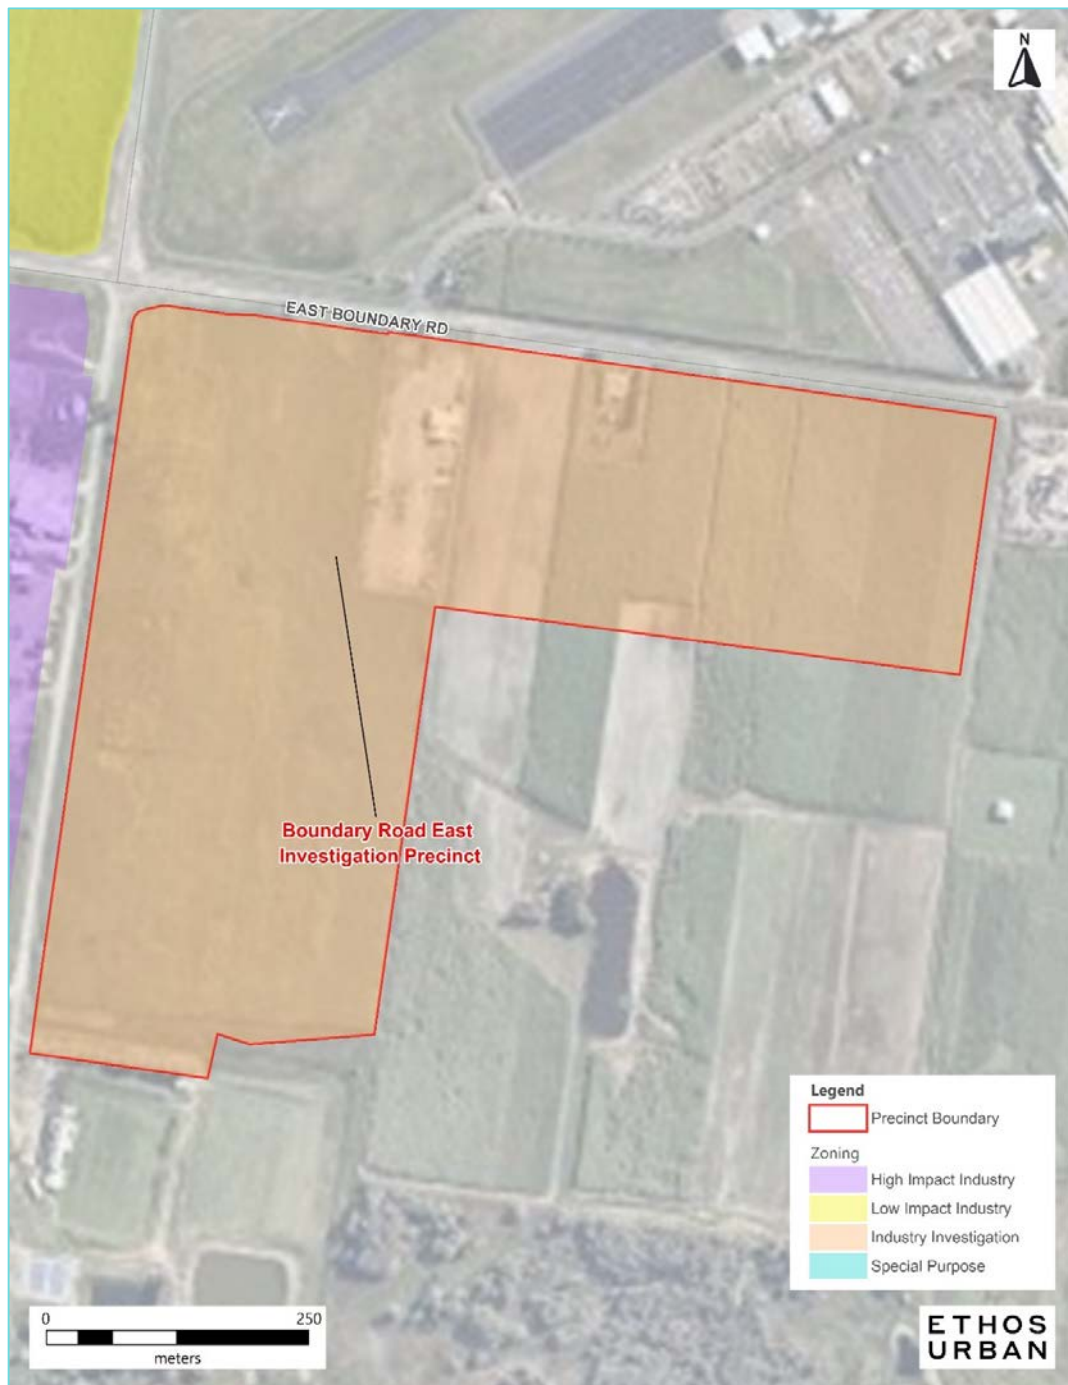 N
EAST BOUNDARY RD
Boundary Road East
Investigation Precinct
Legend
Precinct Boundary
Zoning
High Impact Industry
Low Impact Industry
Industry Investigation
Special Purpose
0 250
meters
ETHOS
URBAN